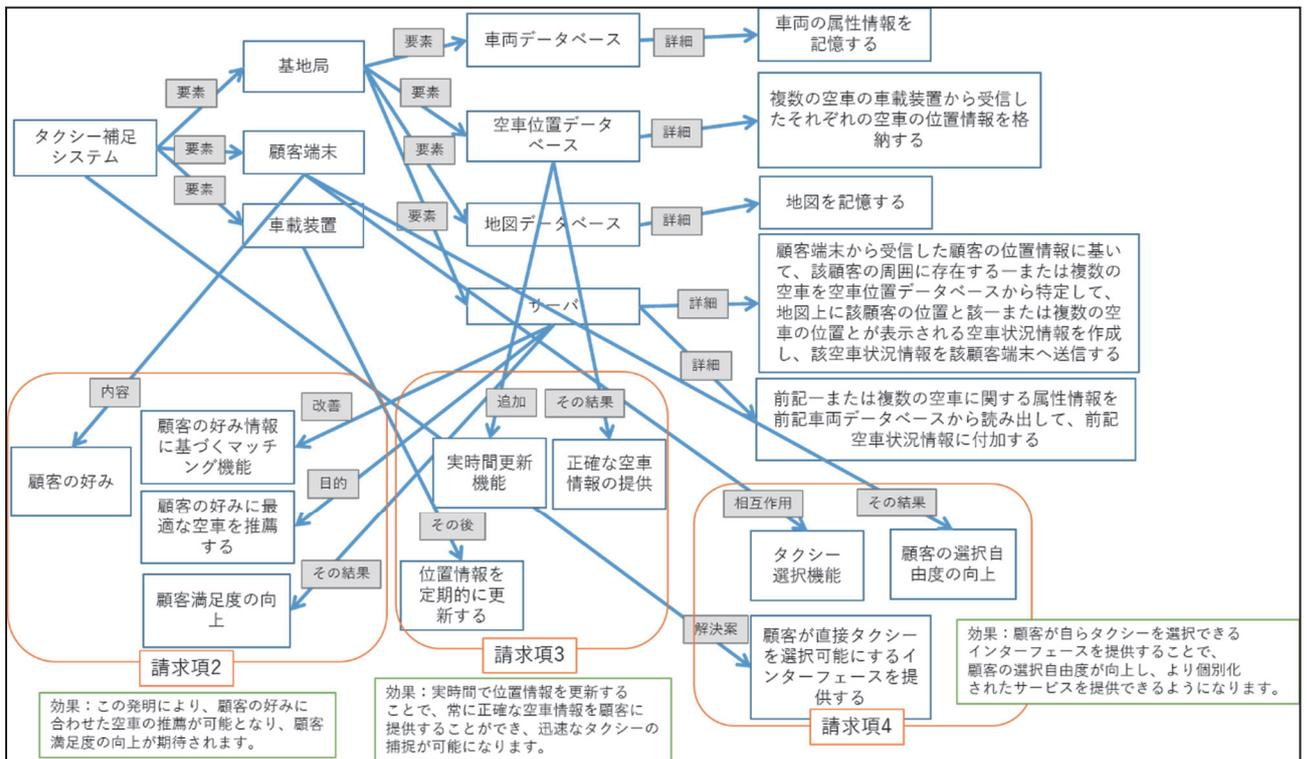 タクシー補足
システム
要素
要素
要素
基地局
顧客端末
車載装置
要素
要素
要素
要素
車両データベース
空車位置データ
ベース
地図データベース
サーバ
詳細
詳細
詳細
詳細
詳細
車両の属性情報を
記憶する
複数の空車の車載装置から受信し
たそれぞれの空車の位置情報を格
納する
地図を記憶する
顧客端末から受信した顧客の位置情報に基い
て、該顧客の周囲に存在する一または複数の
空車を空車位置データベースから特定して、
地図上に該顧客の位置と該一または複数の空
車の位置とが表示される空車状況情報を作成
し、該空車状況情報を該顧客端末へ送信する
前記一または複数の空車に関する属性情報を
前記車両データベースから読み出して、前記
空車状況情報に付加する
内容
顧客の好み
改善
顧客の好み情報
に基づくマッチ
ング機能
目的
顧客の好みに最
適な空車を推薦
する
その結果
顧客満足度の向
上
請求項2
効果：この発明により、顧客の好みに
合わせた空車の推薦が可能となり、顧客
満足度の向上が期待されます。
追加
その結果
実時間更新
機能
正確な空車
情報の提供
その後
位置情報を
定期的に更
新する
請求項3
効果：実時間で位置情報を更新する
ことで、常に正確な空車情報を顧客に
提供することができ、迅速なタクシーの
捕捉が可能になります。
相互作用
その結果
タクシー
選択機能
顧客の選択自
由度の向上
解決案
顧客が直接タクシー
を選択可能にするイ
ンターフェースを提
供する
請求項4
効果：顧客が自らタクシーを選択できる
インターフェースを提供することで、
顧客の選択自由度が向上し、より個別化
されたサービスを提供できるようになります。